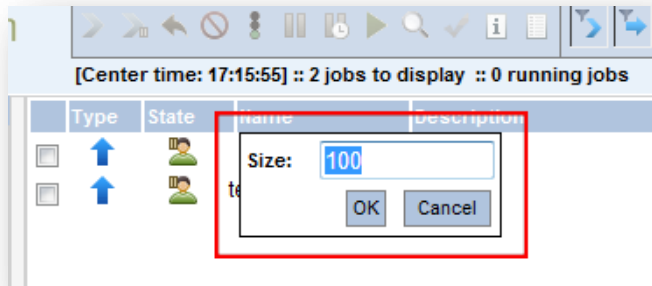 [Center time: 17:15:55] :: 2 jobs to display :: 0 running jobs
Type State Name Description
Size: 100
te
OK Cancel